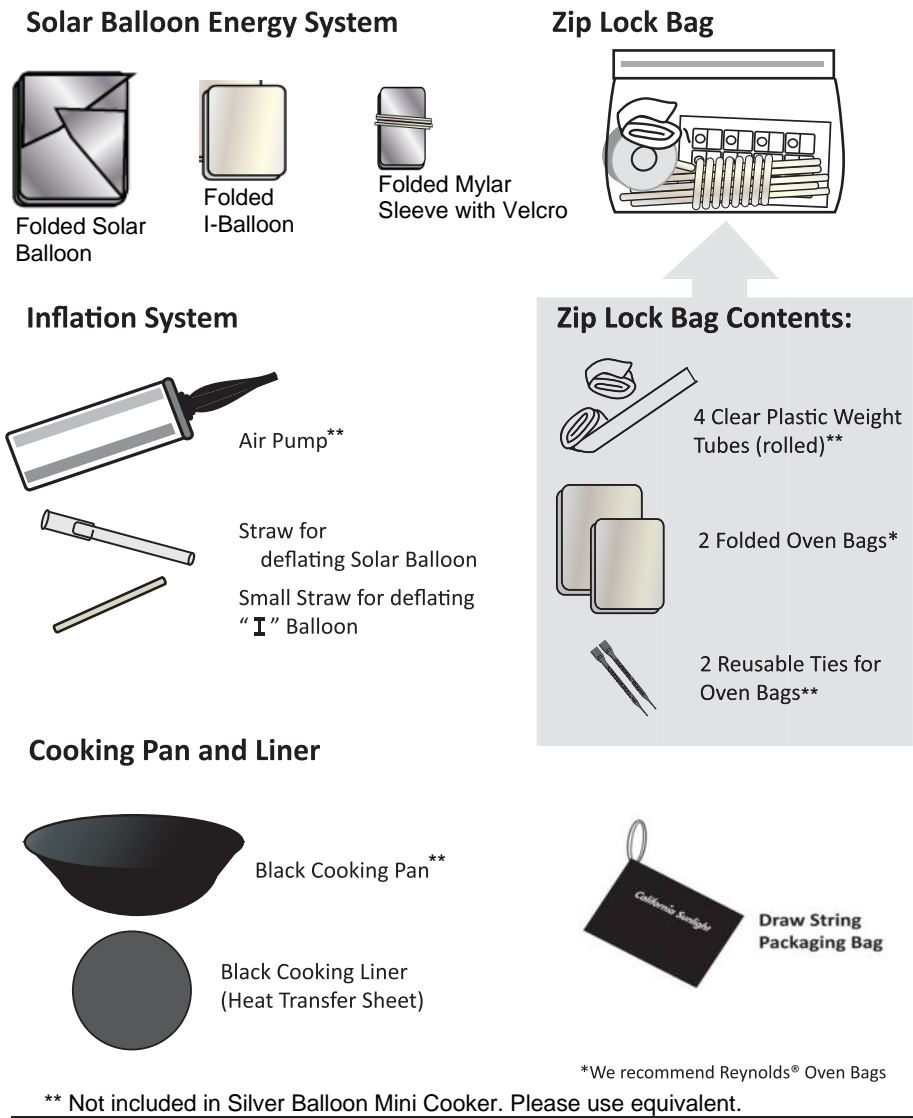 Solar Balloon Energy System
Folded Solar
Balloon
Folded
I-Balloon
Folded Mylar
Sleeve with Velcro
Zip Lock Bag
Inflation System
Air Pump**
Straw for
deflating Solar Balloon
Small Straw for deflating
“ I ” Balloon
Zip Lock Bag Contents:
4 Clear Plastic Weight
Tubes (rolled)**
2 Folded Oven Bags*
2 Reusable Ties for
Oven Bags**
Cooking Pan and Liner
Black Cooking Pan**
Black Cooking Liner
(Heat Transfer Sheet)
California Sunlight
Draw String
Packaging Bag
*We recommend Reynolds® Oven Bags
** Not included in Silver Balloon Mini Cooker. Please use equivalent.